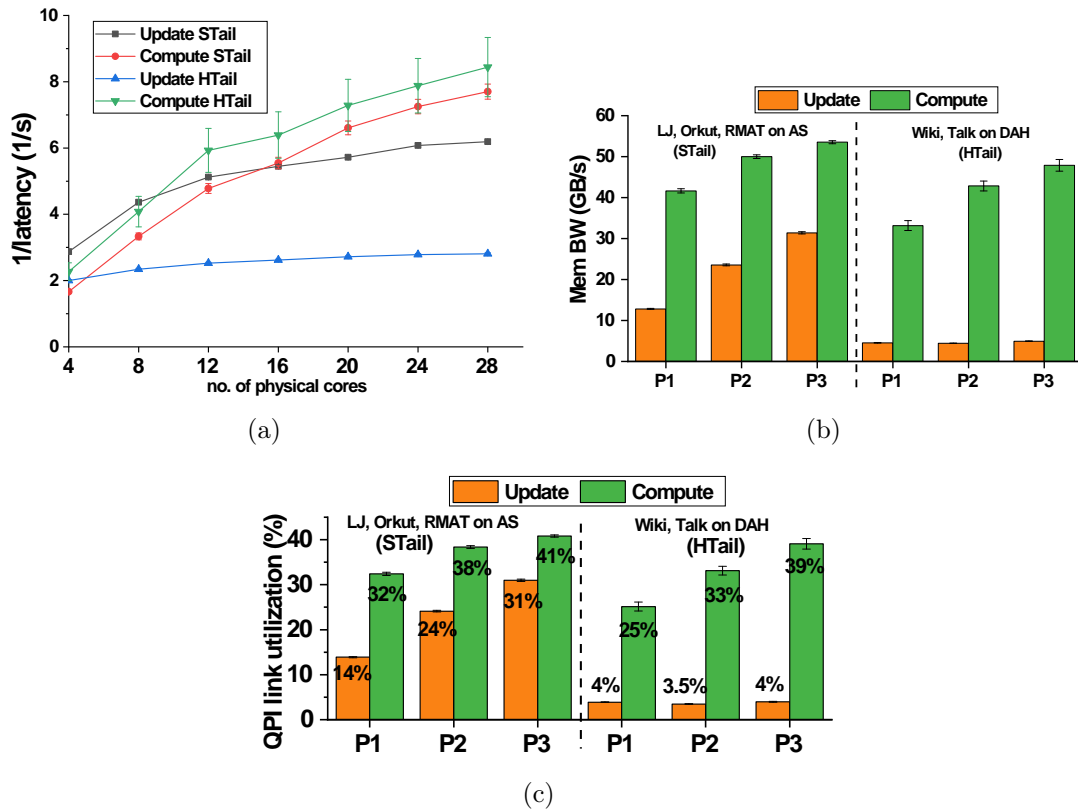 Update STail
Compute STail
Update HTail
Compute HTail
1/latency (1/s)
10
8
6
4
2
0
4 8 12 16 20 24 28
no. of physical cores
(a)
Update Compute
LJ, Orkut, RMAT on AS
(STail)
Wiki, Talk on DAH
(HTail)
Mem BW (GB/s)
60
50
40
30
20
10
0
P1 P2 P3 P1 P2 P3
(b)
Update Compute
LJ, Orkut, RMAT on AS
(STail)
Wiki, Talk on DAH
(HTail)
QPI link utilization (%)
40
30
20
10
0
14% 32% 24% 38% 31% 41% 4% 25% 3.5% 33% 4% 39%
P1 P2 P3 P1 P2 P3
(c)